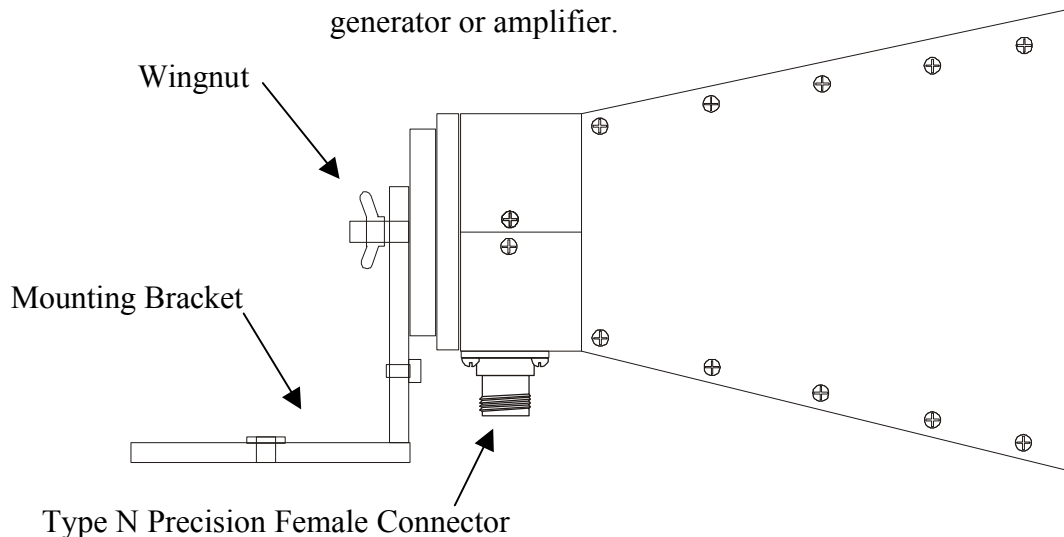 generator or amplifier.
Wingnut
Mounting Bracket
Type N Precision Female Connector